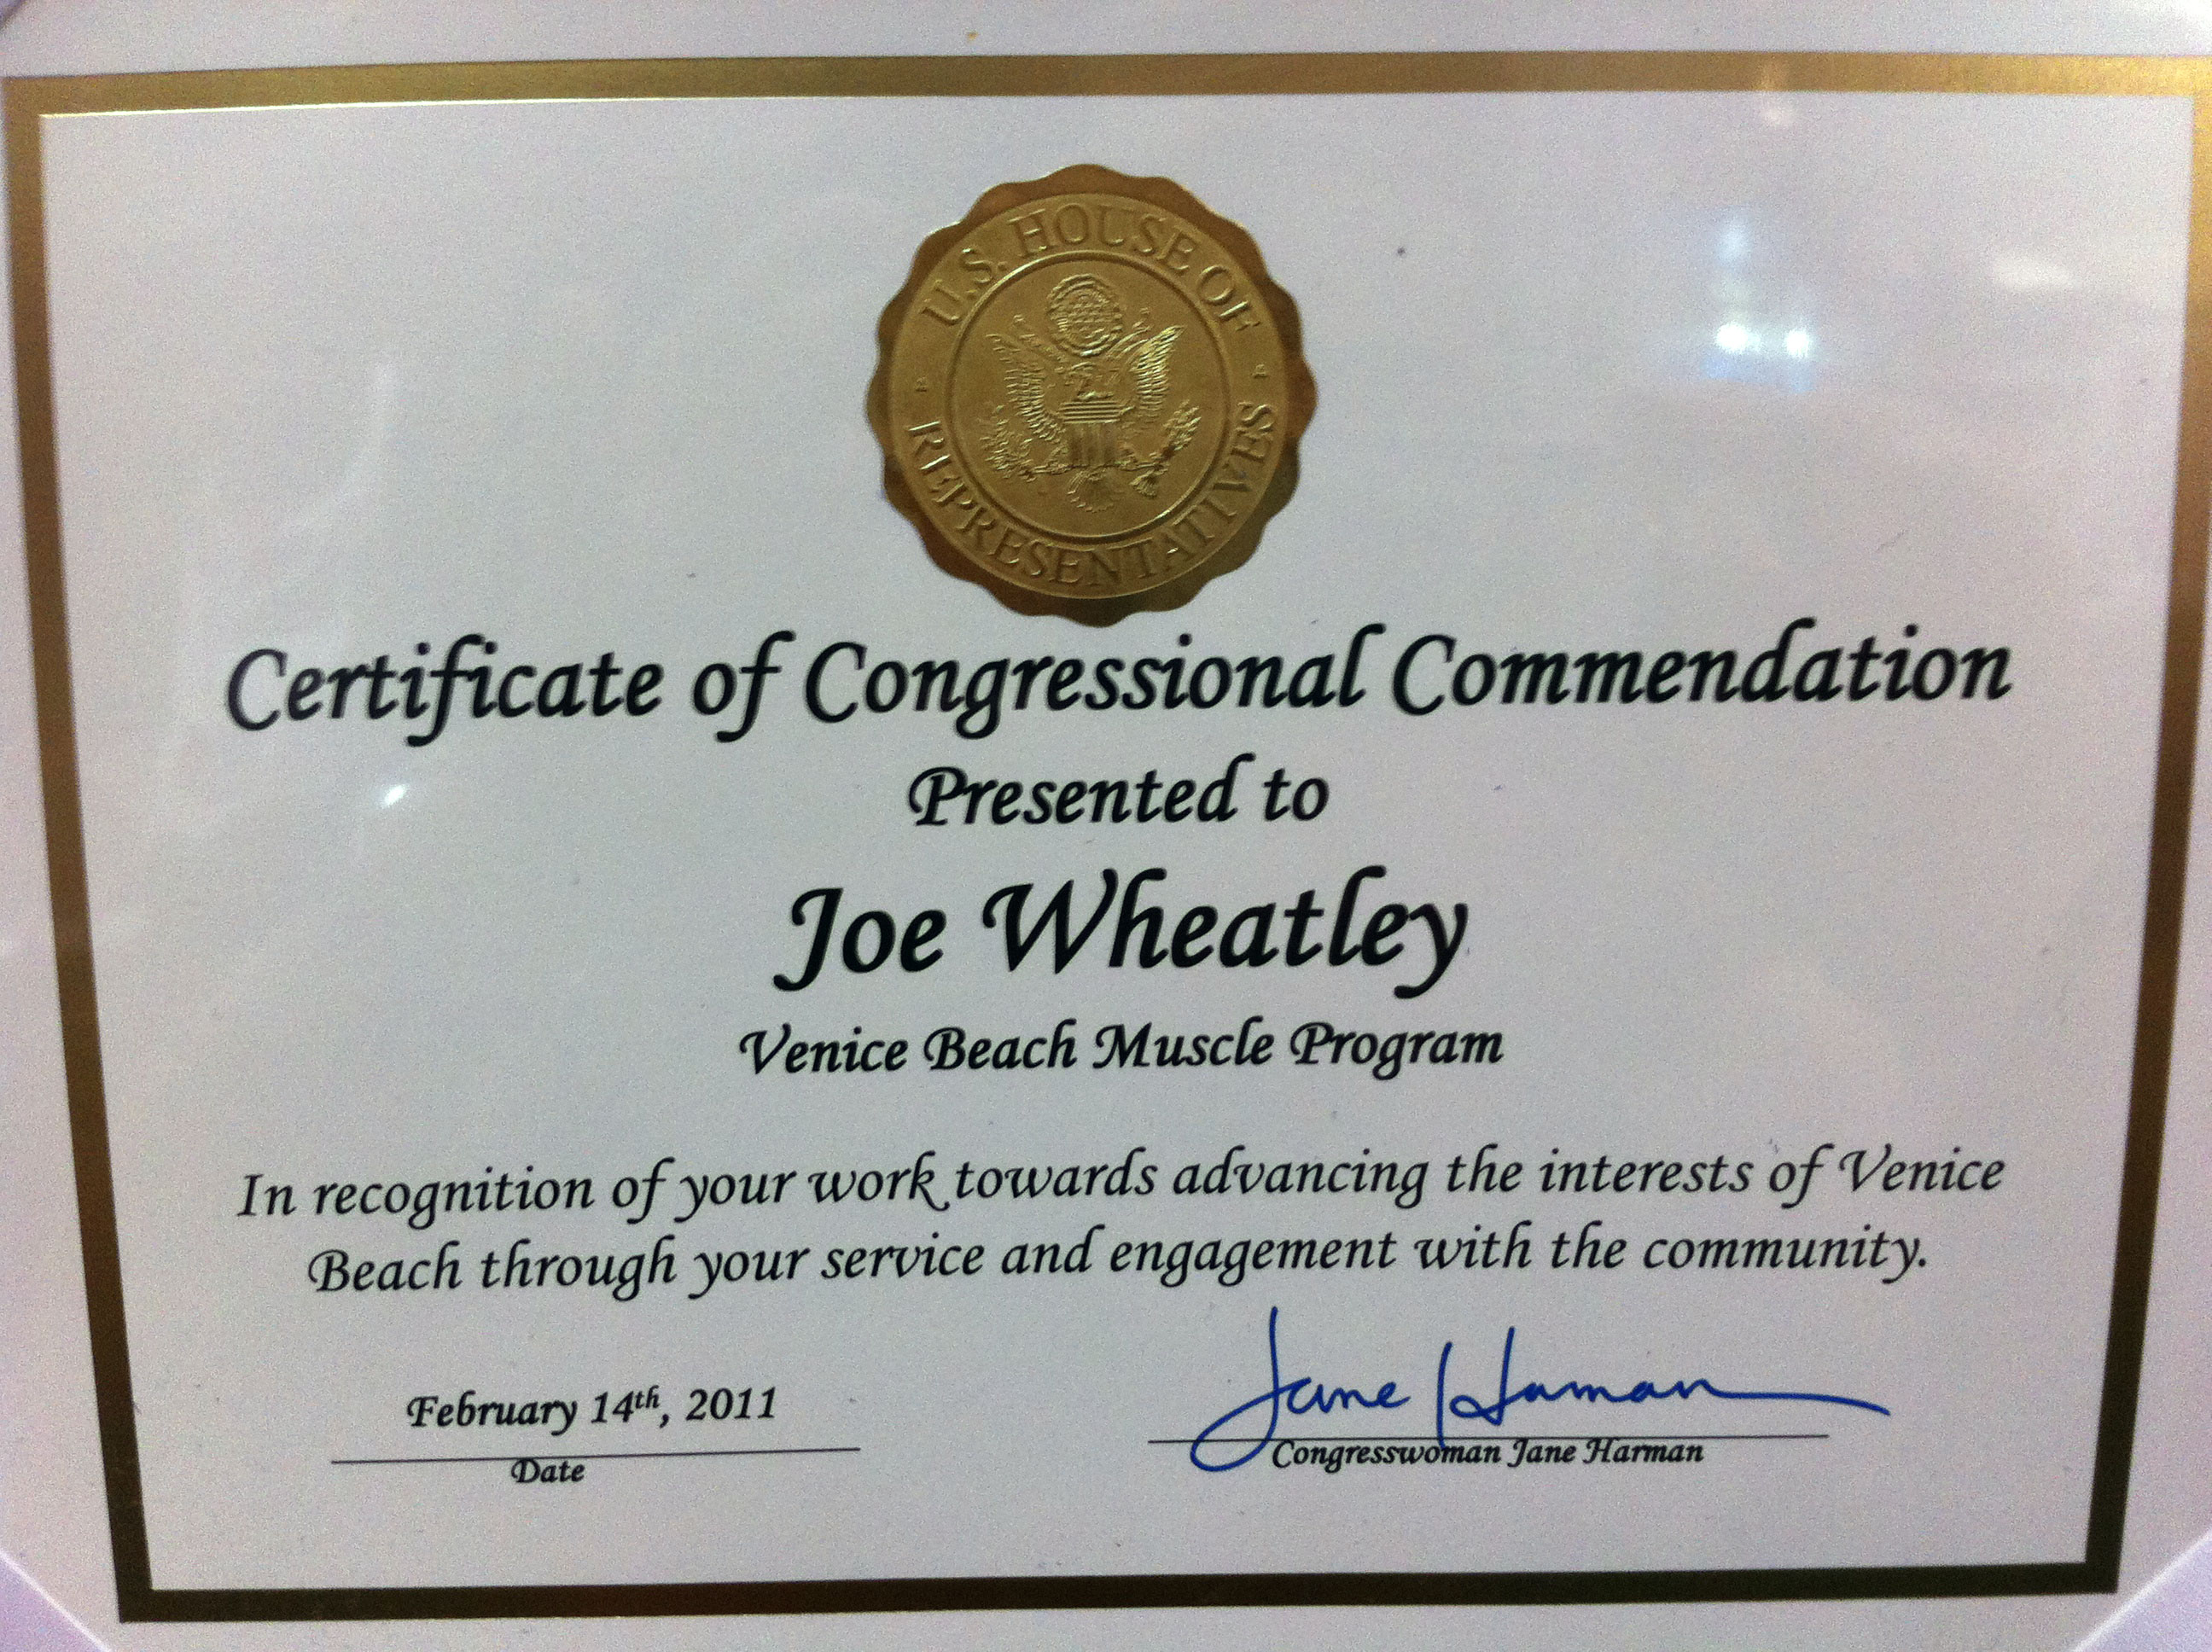 U.S. HOUSE OF
REPRESENTATIVES
Certificate of Congressional Commendation
Presented to
Joe Wheatley
Venice Beach Muscle Program
In recognition of your work towards advancing the interests of Venice
Beach through your service and engagement with the community.
February 14th, 2011
Date
Jane Harman
Congresswoman Jane Harman